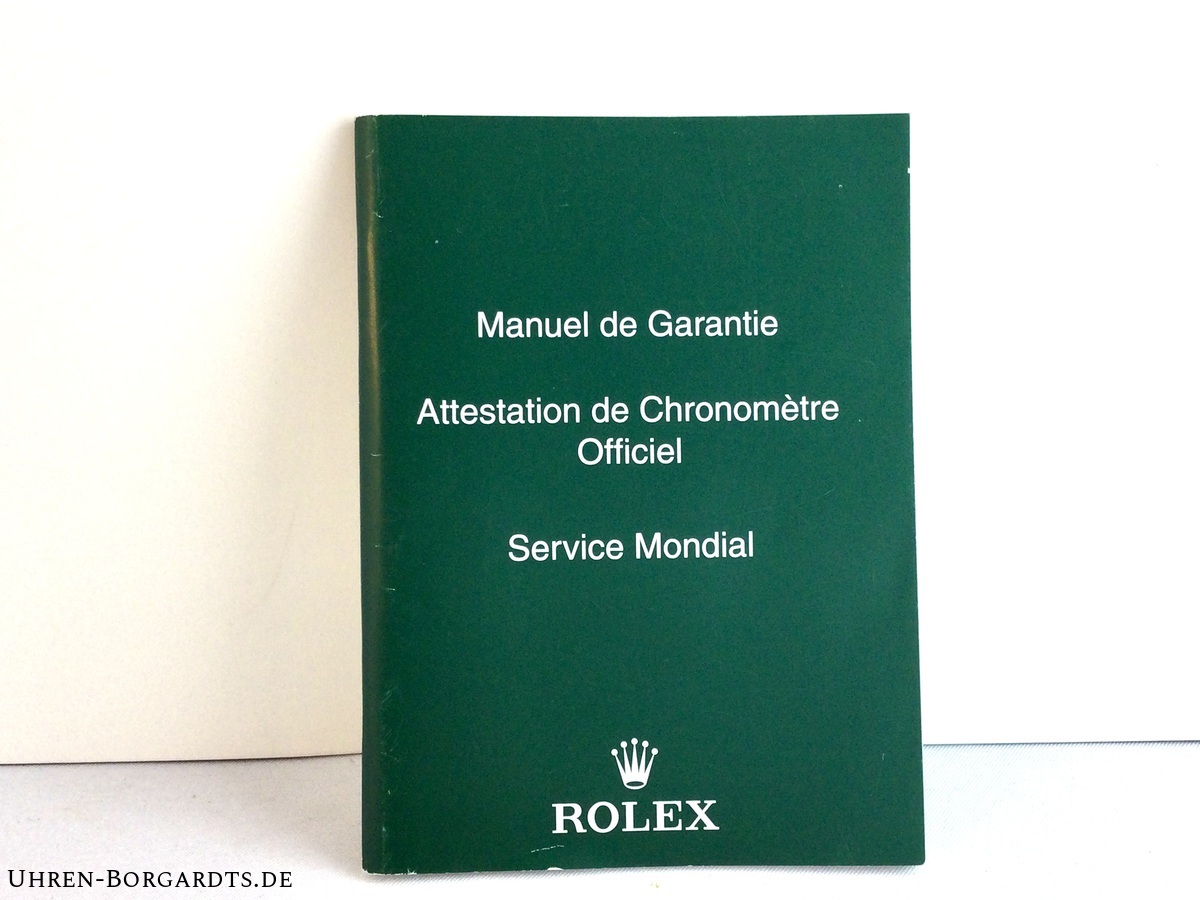 Manuel de Garantie
Attestation de Chronomètre
Officiel
Service Mondial
ROLEX
UHREN-BORGARDTS.DE